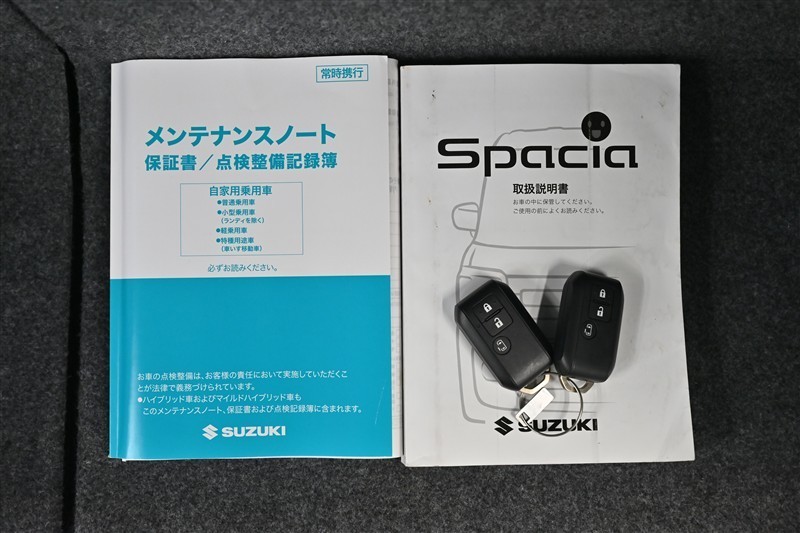 常時携行
メンテナンスノート
保証書／点検整備記録簿
自家用乗用車
●普通乗用車
●小型乗用車
(ランディを除く)
●軽乗用車
●特種用途車
(車いす移動車)
必ずお読みください。
お車の点検整備は、お客様の責任において実施していただくこ
とが法律で義務づけられています。
●ハイブリッド車およびマイルドハイブリッド車も
このメンテナンスノート、保証書および点検記録簿に含まれます。
SUZUKI
Spacia
取扱説明書
お車の中に保管してください。
ご使用の前によくお読みください。
SUZUKI